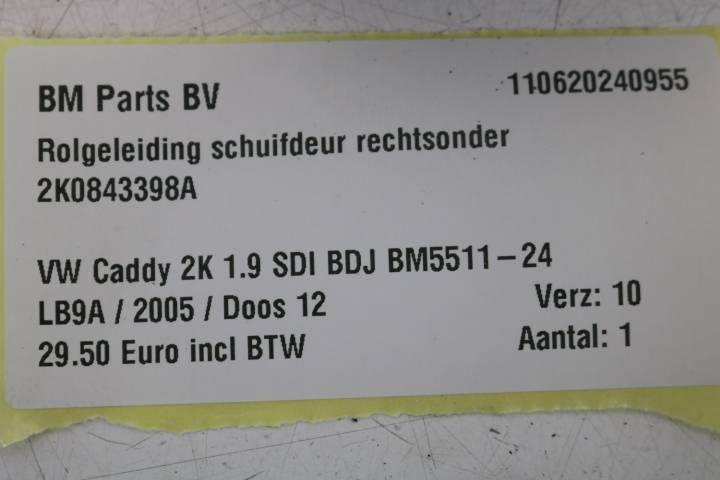 BM Parts BV 110620240955
Rolgeleiding schuifdeur rechtsonder
2K0843398A
VW Caddy 2K 1.9 SDI BDJ BM5511-24
LB9A / 2005 / Doos 12 Verz: 10
29.50 Euro incl BTW Aantal: 1